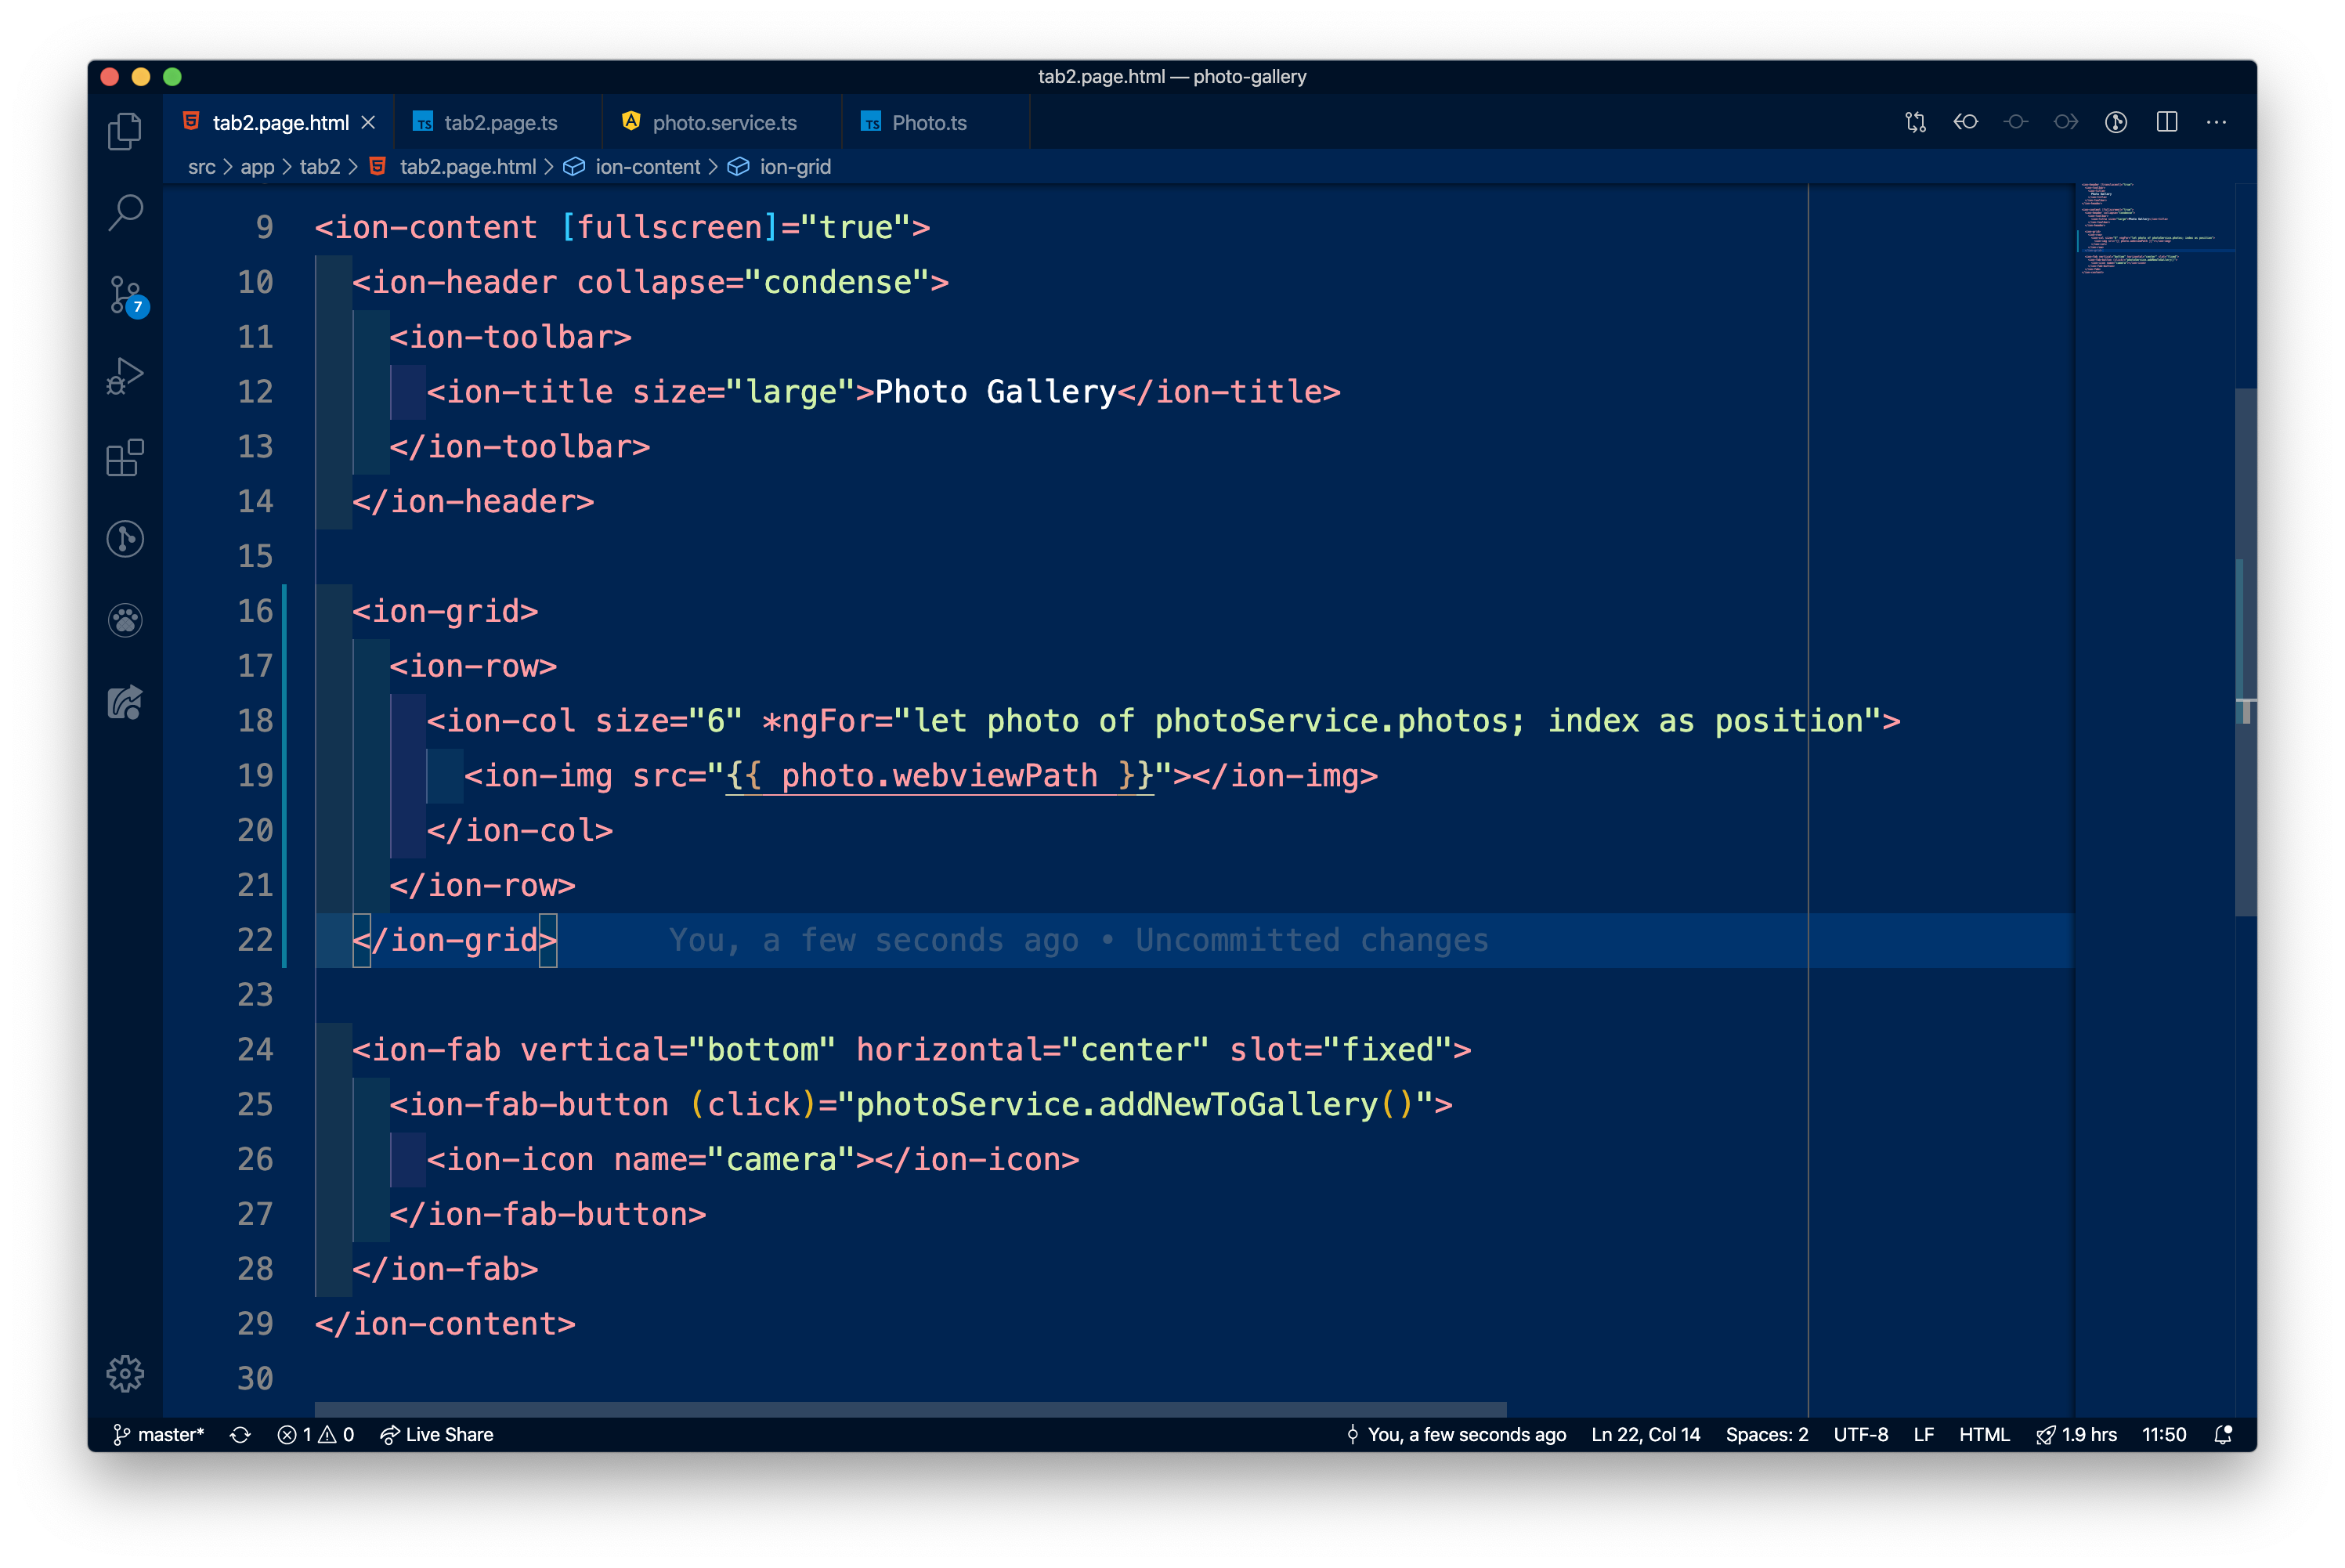 tab2.page.html — photo-gallery
tab2.page.html tab2.page.ts photo.service.ts Photo.ts
src > app > tab2 > tab2.page.html > ion-content > ion-grid
9 <ion-content [fullscreen]="true">
10 <ion-header collapse="condense">
11 <ion-toolbar>
12 <ion-title size="large">Photo Gallery</ion-title>
13 </ion-toolbar>
14 </ion-header>
15
16 <ion-grid>
17 <ion-row>
18 <ion-col size="6" *ngFor="let photo of photoService.photos; index as position">
19 <ion-img src="{{ photo.webviewPath }}"></ion-img>
20 </ion-col>
21 </ion-row>
22 </ion-grid> You, a few seconds ago • Uncommitted changes
23
24 <ion-fab vertical="bottom" horizontal="center" slot="fixed">
25 <ion-fab-button (click)="photoService.addNewToGallery()">
26 <ion-icon name="camera"></ion-icon>
27 </ion-fab-button>
28 </ion-fab>
29 </ion-content>
30
7
master* 1 0 Live Share You, a few seconds ago Ln 22, Col 14 Spaces: 2 UTF-8 LF HTML 1.9 hrs 11:50